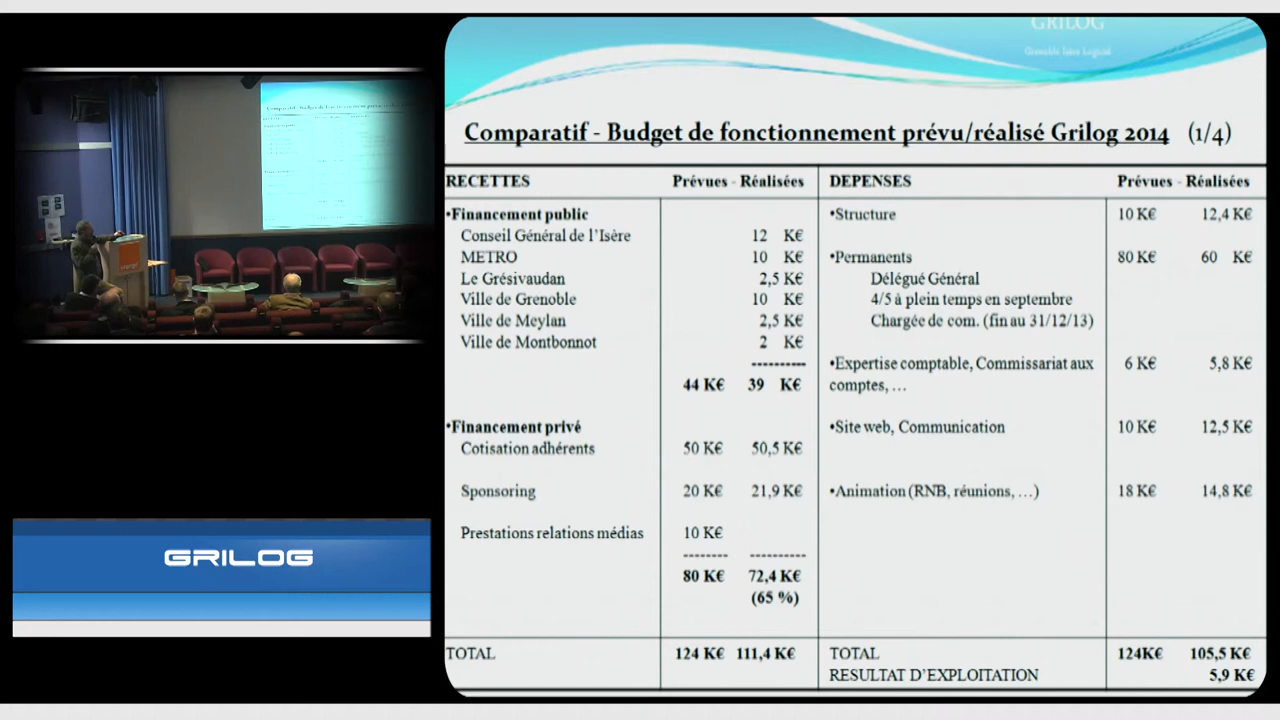 GRILOG
Grenoble Isère Logiciel
Comparatif - Budget de fonctionnement prévu/réalisé Grilog 2014 (1/4)
RECETTES Prévues - Réalisées DEPENSES Prévues - Réalisées
•Financement public •Structure 10 K€ 12,4 K€
Conseil Général de l'Isère 12 K€
METRO 10 K€ •Permanents 80 K€ 60 K€
Le Grésivaudan 2,5 K€ Délégué Général
Ville de Grenoble 10 K€ 4/5 à plein temps en septembre
Ville de Meylan 2,5 K€ Chargée de com. (fin au 31/12/13)
Ville de Montbonnot 2 K€
---------- •Expertise comptable, Commissariat aux 6 K€ 5,8 K€
44 K€ 39 K€ comptes, …
•Financement privé •Site web, Communication 10 K€ 12,5 K€
Cotisation adhérents 50 K€ 50,5 K€
Sponsoring 20 K€ 21,9 K€ •Animation (RNB, réunions, …) 18 K€ 14,8 K€
Prestations relations médias 10 K€
-------- ----------
80 K€ 72,4 K€
(65 %)
TOTAL 124 K€ 111,4 K€ TOTAL 124K€ 105,5 K€
RESULTAT D'EXPLOITATION 5,9 K€
GRILOG